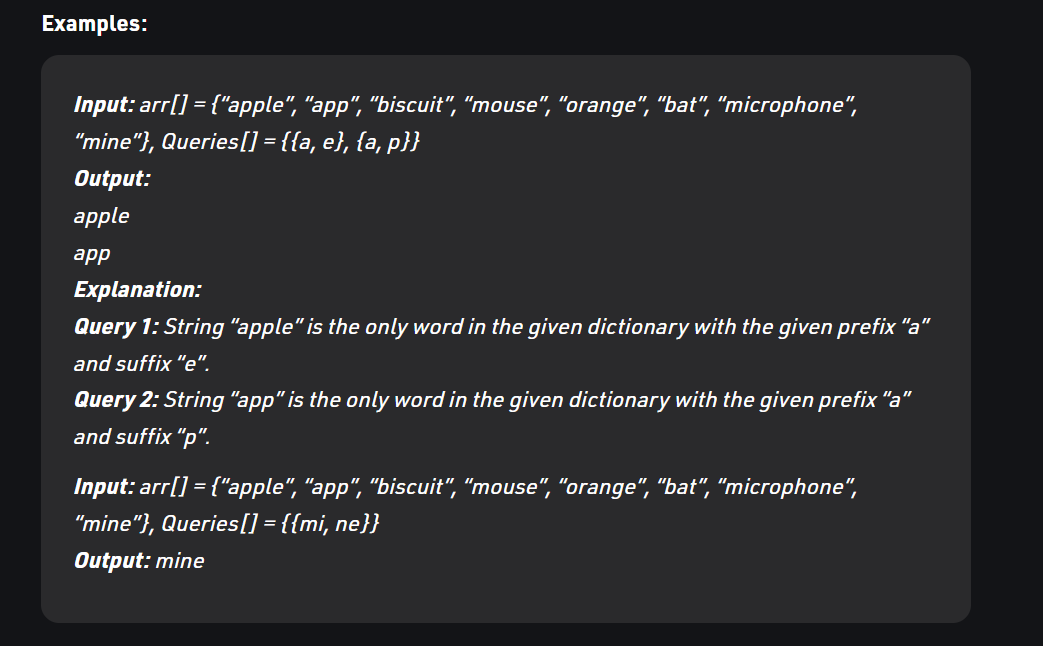 Examples:
Input: arr[] = {“apple”, “app”, “biscuit”, “mouse”, “orange”, “bat”, “microphone”,
“mine”}, Queries[] = {{a, e}, {a, p}}
Output:
apple
app
Explanation:
Query 1: String “apple” is the only word in the given dictionary with the given prefix “a”
and suffix “e”.
Query 2: String “app” is the only word in the given dictionary with the given prefix “a”
and suffix “p”.
Input: arr[] = {“apple”, “app”, “biscuit”, “mouse”, “orange”, “bat”, “microphone”,
“mine”}, Queries[] = {{mi, ne}}
Output: mine